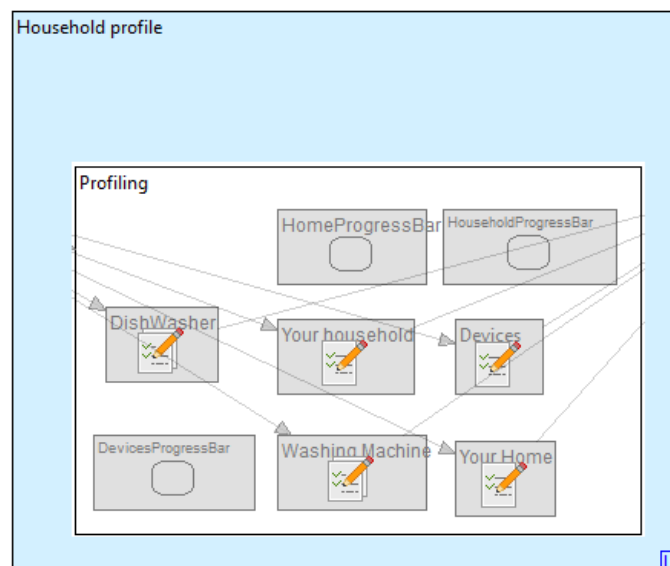 Household profile
Profiling
HomeProgressBar
HouseholdProgressBar
DishWasher
Your household
Devices
DevicesProgressBar
Washing Machine
Your Home